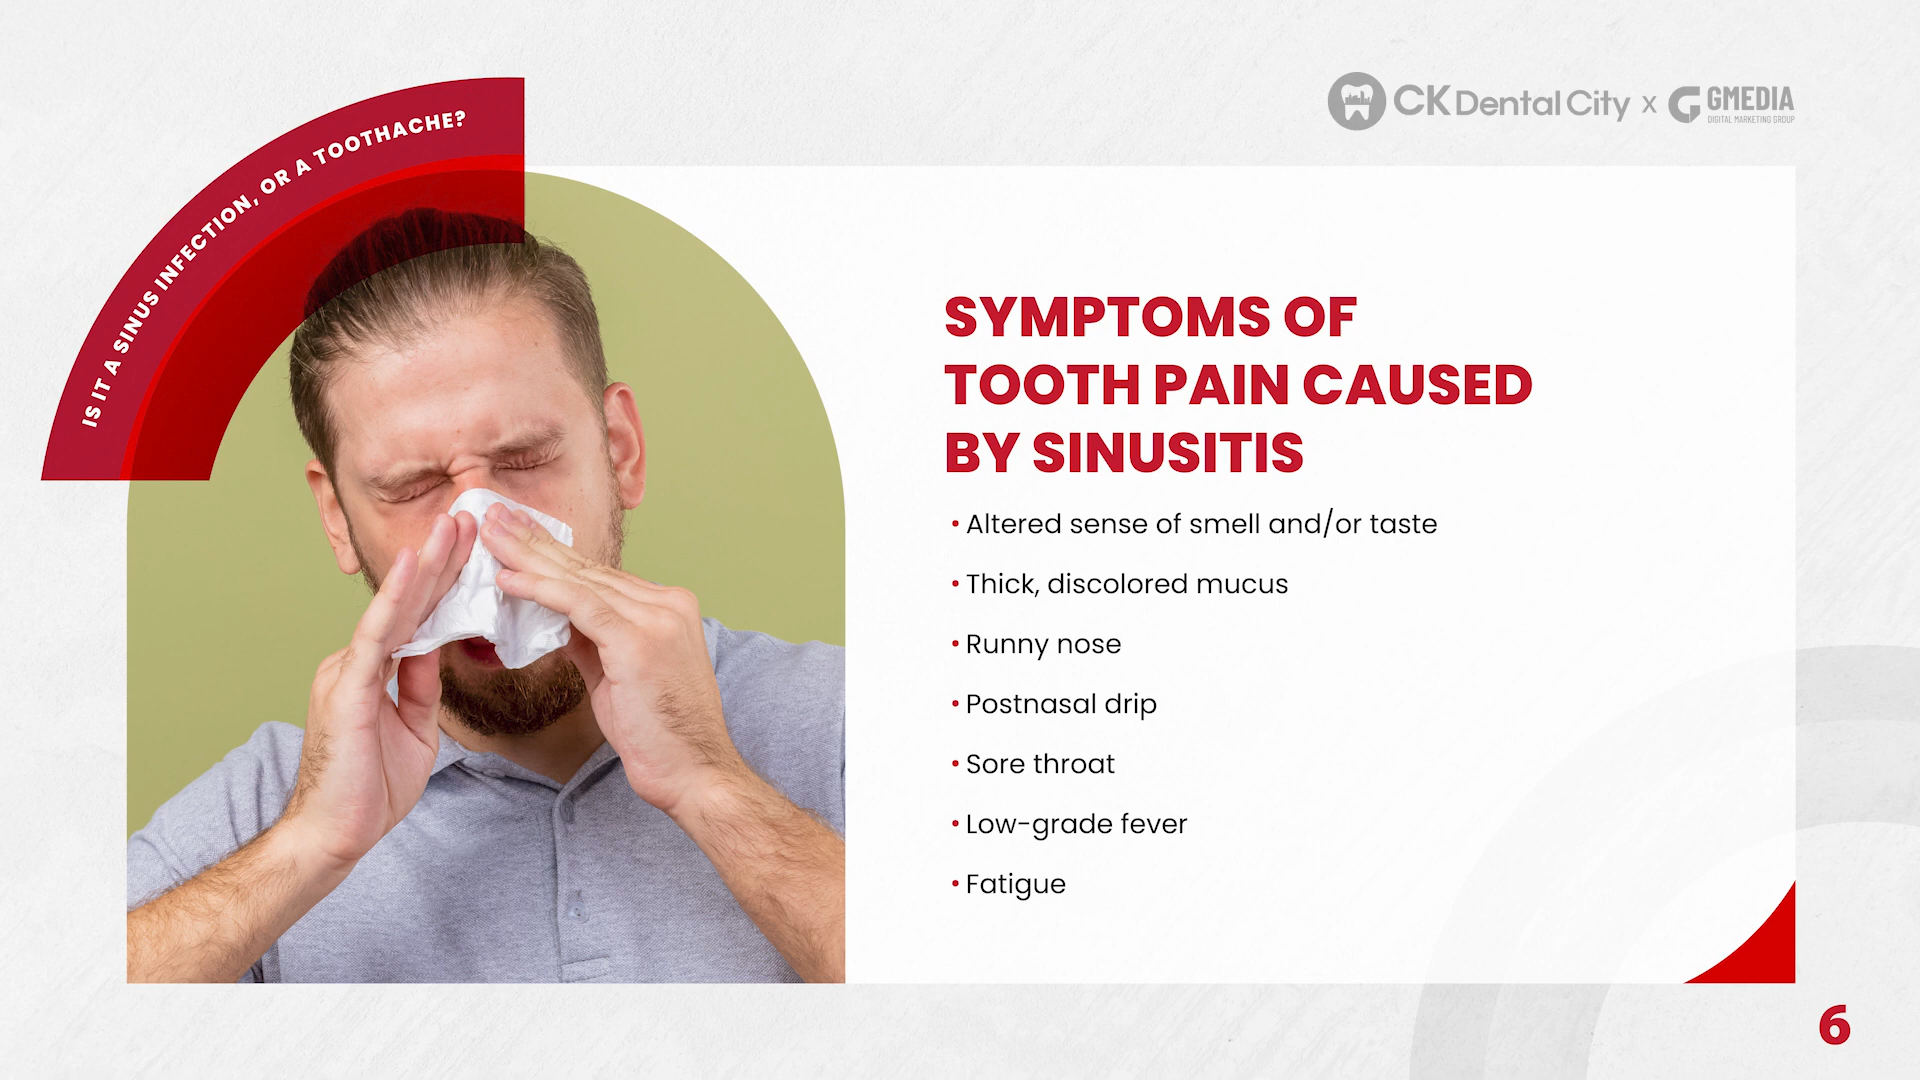 CK Dental City x GMEDIA
DIGITAL MARKETING GROUP
IS IT A SINUS INFECTION, OR A TOOTHACHE?
SYMPTOMS OF
TOOTH PAIN CAUSED
BY SINUSITIS
• Altered sense of smell and/or taste
• Thick, discolored mucus
• Runny nose
• Postnasal drip
• Sore throat
• Low-grade fever
• Fatigue
6